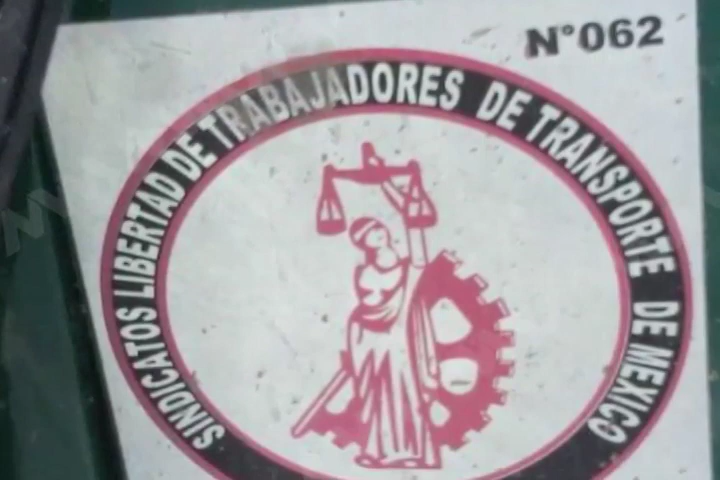 N°062
SINDICATOS LIBERTAD DE TRABAJADORES DE TRANSPORTE DE MEXICO